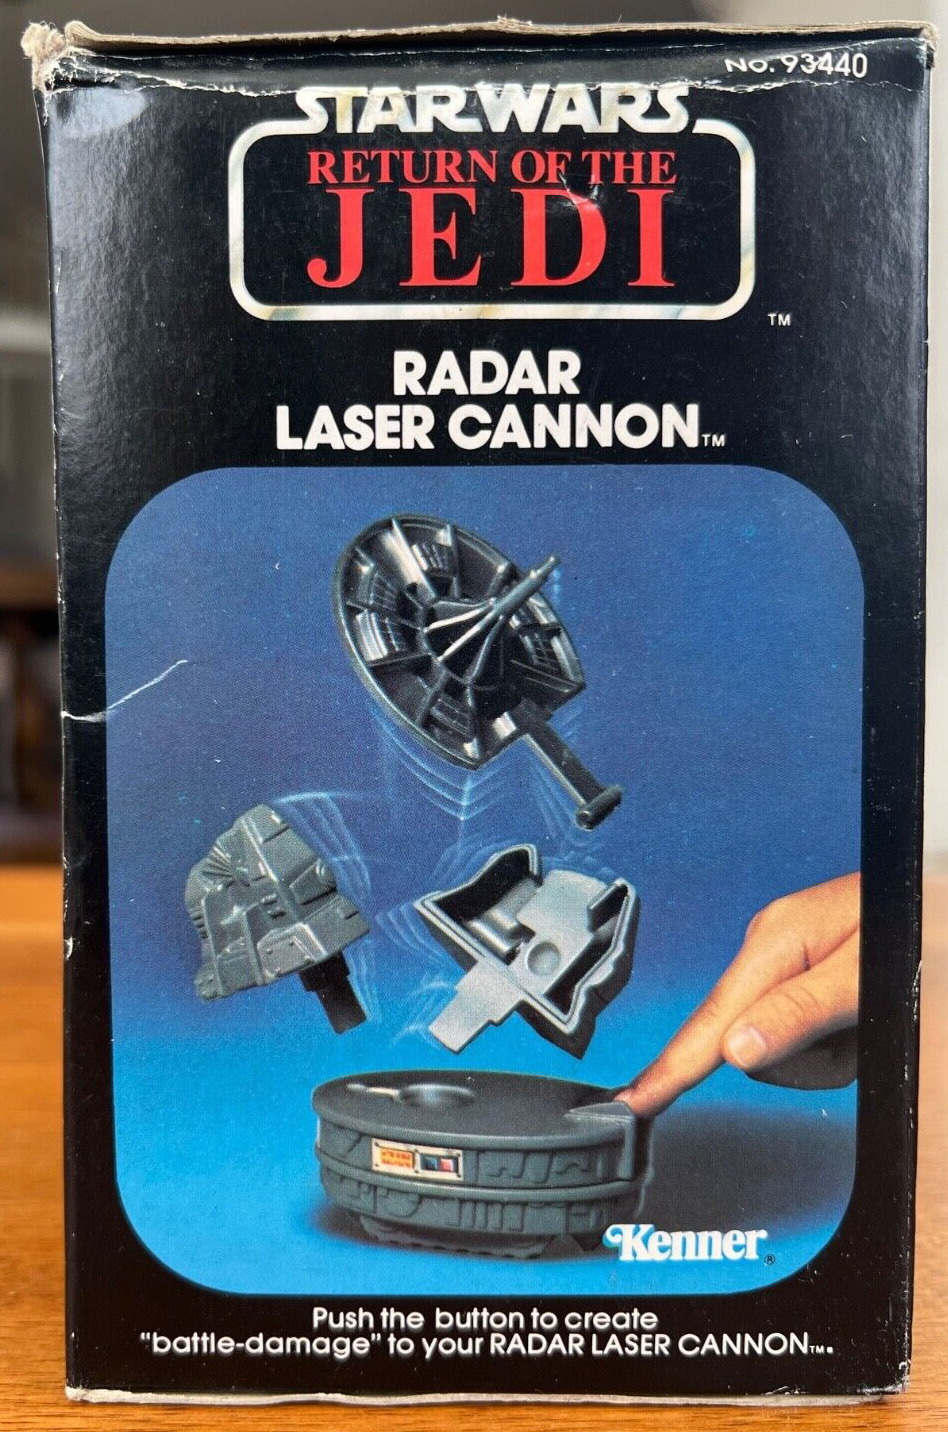 No. 93440
STAR WARS
RETURN OF THE
JEDI
TM
RADAR
LASER CANNON TM
Kenner ®
Push the button to create
"battle-damage" to your RADAR LASER CANNON TM.